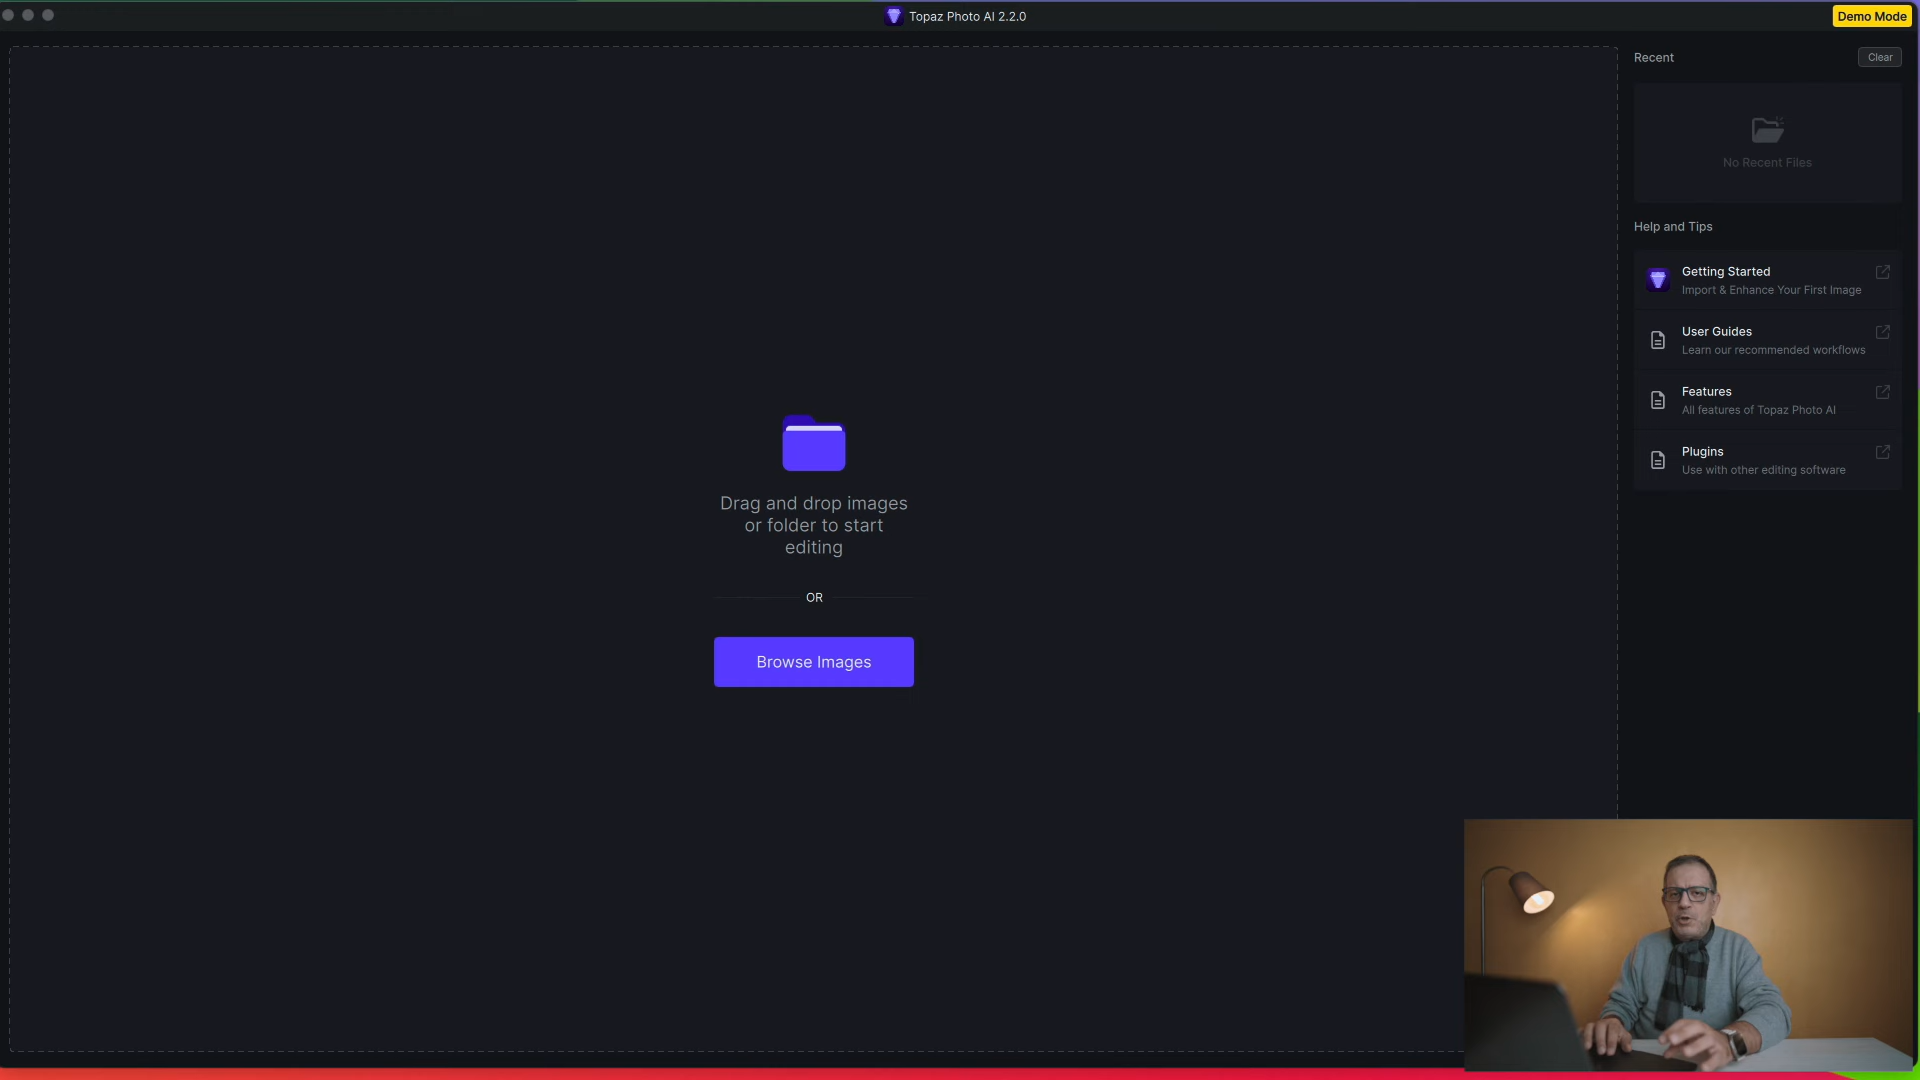 Topaz Photo AI 2.2.0
Demo Mode
Recent
Clear
No Recent Files
Help and Tips
Getting Started
Import & Enhance Your First Image
User Guides
Learn our recommended workflows
Features
All features of Topaz Photo AI
Plugins
Use with other editing software
Drag and drop images
or folder to start
editing
OR
Browse Images